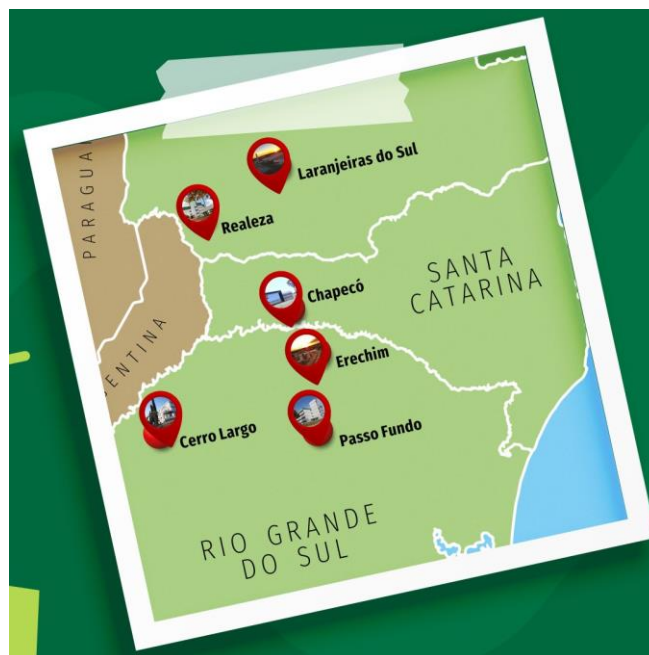 PARAGUA
Laranjeiras do Sul
Realeza
SANTA
CATARINA
Chapecó
ENTINA
Erechim
Cerro Largo
Passo Fundo
RIO GRANDE
DO SUL